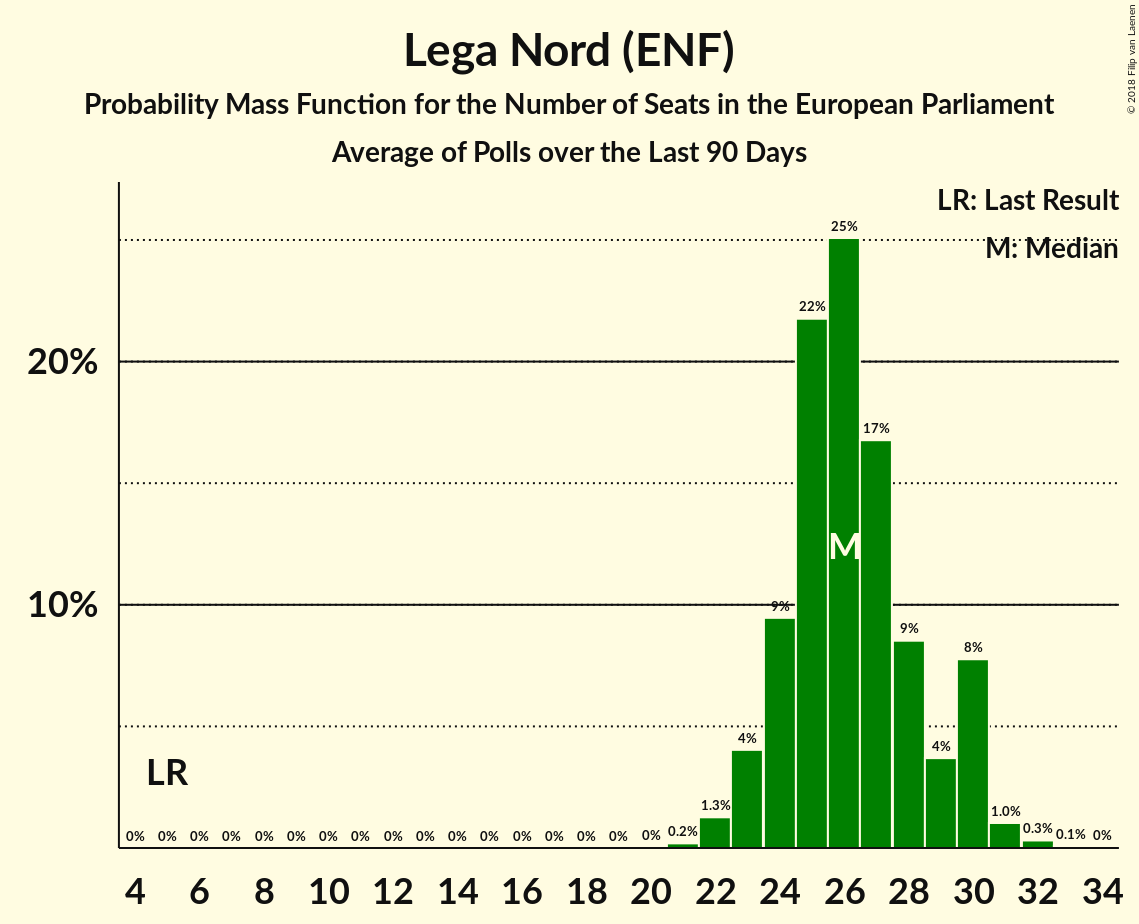 Lega Nord (ENF)
Probability Mass Function for the Number of Seats in the European Parliament
Average of Polls over the Last 90 Days
© 2018 Filip van Laenen
LR: Last Result
M: Median
20%
10%
LR
M
0% 0% 0% 0% 0% 0% 0% 0% 0% 0% 0% 0% 0% 0% 0% 0% 0% 0.2% 1.3% 4% 9% 22% 25% 17% 9% 4% 8% 1.0% 0.3% 0.1% 0%
4 6 8 10 12 14 16 18 20 22 24 26 28 30 32 34